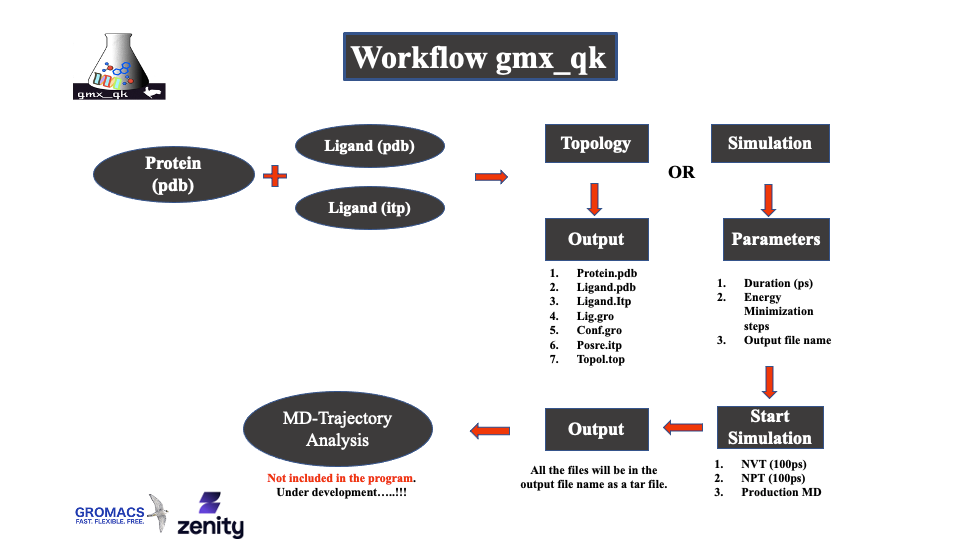 Workflow gmx_qk
gmx_qk
Protein
(pdb)
Ligand (pdb)
Ligand (itp)
Topology
OR
Simulation
Output
1. Protein.pdb
2. Ligand.pdb
3. Ligand.Itp
4. Lig.gro
5. Conf.gro
6. Posre.itp
7. Topol.top
Parameters
1. Duration (ps)
2. Energy
Minimization
steps
3. Output file name
Start
Simulation
1. NVT (100ps)
2. NPT (100ps)
3. Production MD
Output
All the files will be in the
output file name as a tar file.
MD-Trajectory
Analysis
Not included in the program.
Under development…..!!!
GROMACS
FAST. FLEXIBLE. FREE.
zenity